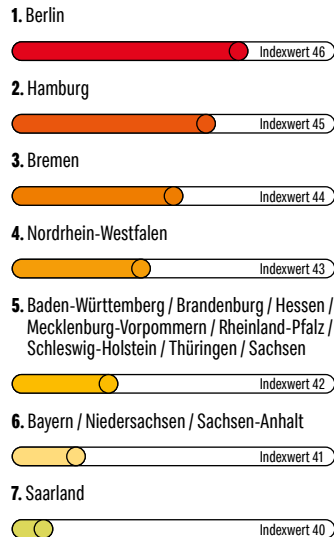 1. Berlin
Indexwert 46
2. Hamburg
Indexwert 45
3. Bremen
Indexwert 44
4. Nordrhein-Westfalen
Indexwert 43
5. Baden-Württemberg / Brandenburg / Hessen /
Mecklenburg-Vorpommern / Rheinland-Pfalz /
Schleswig-Holstein / Thüringen / Sachsen
Indexwert 42
6. Bayern / Niedersachsen / Sachsen-Anhalt
Indexwert 41
7. Saarland
Indexwert 40